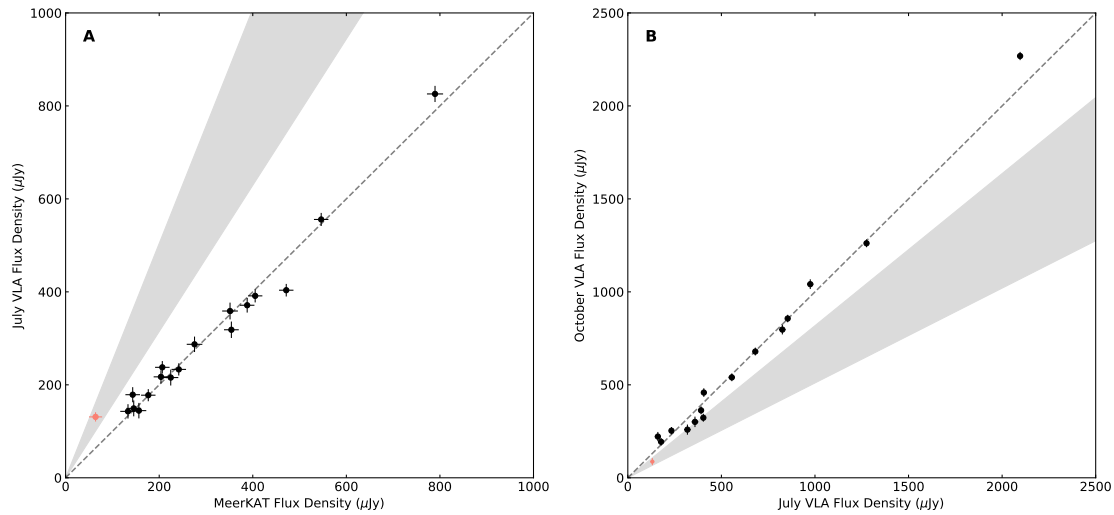 A
1000
800
600
400
200
0
July VLA Flux Density (μJy)
0 200 400 600 800 1000
MeerKAT Flux Density (μJy)
B
2500
2000
1500
1000
500
0
October VLA Flux Density (μJy)
0 500 1000 1500 2000 2500
July VLA Flux Density (μJy)